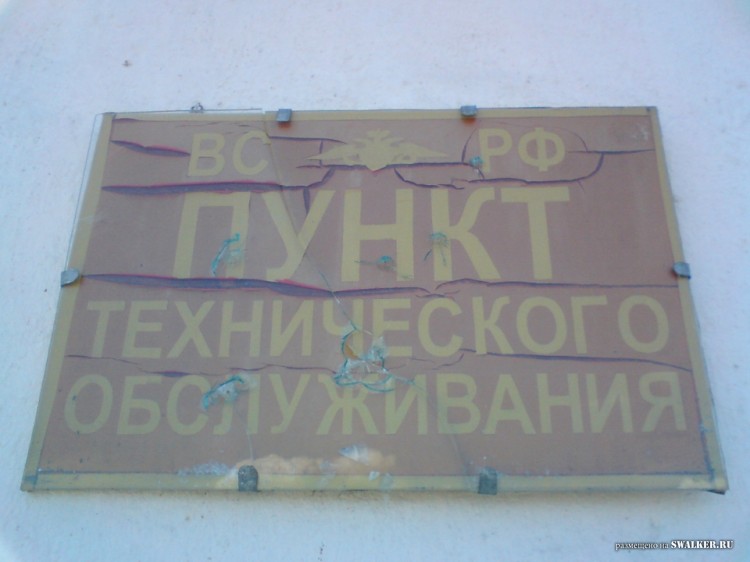 ВС РФ
ПУНКТ
ТЕХНИЧЕСКОГО
ОБСЛУЖИВАНИЯ
размещено на SWALKER.RU